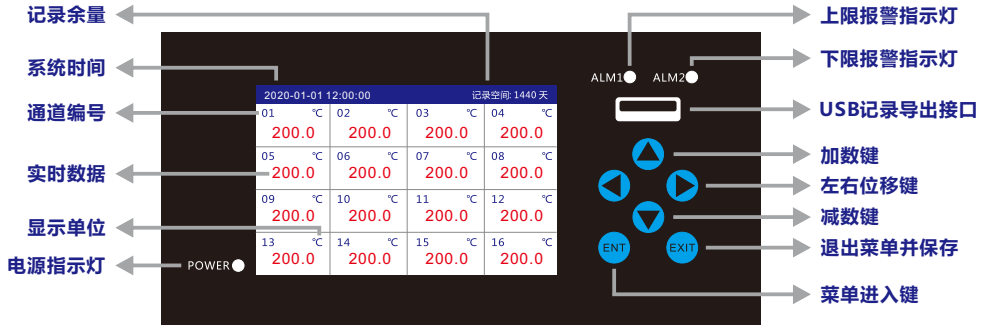 记录余量
系统时间
通道编号
实时数据
显示单位
电源指示灯
POWER
2020-01-01 12:00:00 记录空间: 1440 天
01 ℃ 02 ℃ 03 ℃ 04 ℃
200.0 200.0 200.0 200.0
05 ℃ 06 ℃ 07 ℃ 08 ℃
200.0 200.0 200.0 200.0
09 ℃ 10 ℃ 11 ℃ 12 ℃
200.0 200.0 200.0 200.0
13 ℃ 14 ℃ 15 ℃ 16 ℃
200.0 200.0 200.0 200.0
ALM1 ALM2
ENT EXIT
上限报警指示灯
下限报警指示灯
USB记录导出接口
加数键
左右位移键
减数键
退出菜单并保存
菜单进入键